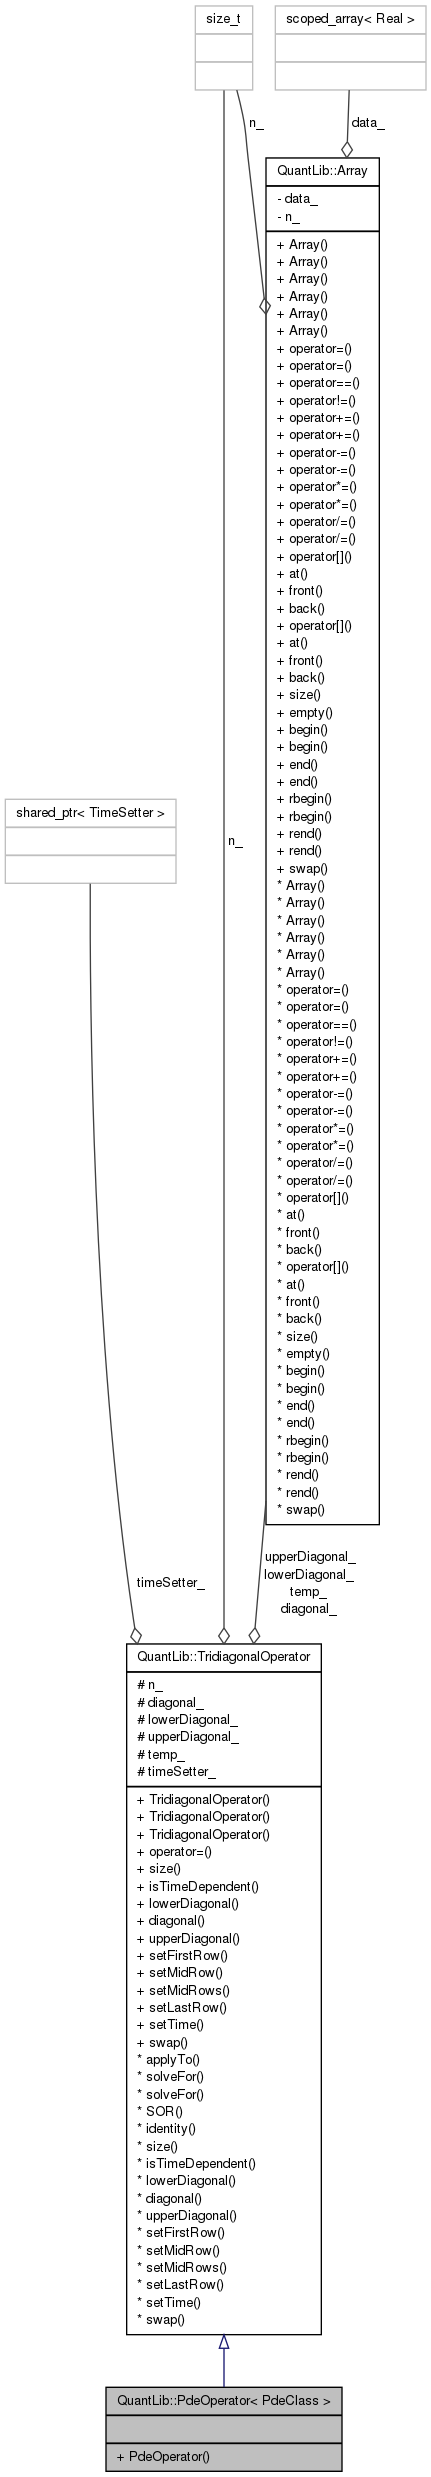 size_t
scoped_array< Real >
n_
data_
QuantLib::Array
- data_
- n_
+ Array()
+ Array()
+ Array()
+ Array()
+ Array()
+ Array()
+ operator=()
+ operator=()
+ operator==()
+ operator!=()
+ operator+=()
+ operator+=()
+ operator-=()
+ operator-=()
+ operator*=()
+ operator*=()
+ operator/=()
+ operator/=()
+ operator[]()
+ at()
+ front()
+ back()
+ operator[]()
+ at()
+ front()
+ back()
+ size()
+ empty()
+ begin()
+ begin()
+ end()
+ end()
+ rbegin()
+ rbegin()
+ rend()
+ rend()
+ swap()
* Array()
* Array()
* Array()
* Array()
* Array()
* Array()
* operator=()
* operator=()
* operator==()
* operator!=()
* operator+=()
* operator+=()
* operator-=()
* operator-=()
* operator*=()
* operator*=()
* operator/=()
* operator/=()
* operator[]()
* at()
* front()
* back()
* operator[]()
* at()
* front()
* back()
* size()
* empty()
* begin()
* begin()
* end()
* end()
* rbegin()
* rbegin()
* rend()
* rend()
* swap()
shared_ptr< TimeSetter >
n_
timeSetter_
upperDiagonal_
lowerDiagonal_
temp_
diagonal_
QuantLib::TridiagonalOperator
# n_
# diagonal_
# lowerDiagonal_
# upperDiagonal_
# temp_
# timeSetter_
+ TridiagonalOperator()
+ TridiagonalOperator()
+ TridiagonalOperator()
+ operator=()
+ size()
+ isTimeDependent()
+ lowerDiagonal()
+ diagonal()
+ upperDiagonal()
+ setFirstRow()
+ setMidRow()
+ setMidRows()
+ setLastRow()
+ setTime()
+ swap()
* applyTo()
* solveFor()
* solveFor()
* SOR()
* identity()
* size()
* isTimeDependent()
* lowerDiagonal()
* diagonal()
* upperDiagonal()
* setFirstRow()
* setMidRow()
* setMidRows()
* setLastRow()
* setTime()
* swap()
QuantLib::PdeOperator< PdeClass >
+ PdeOperator()